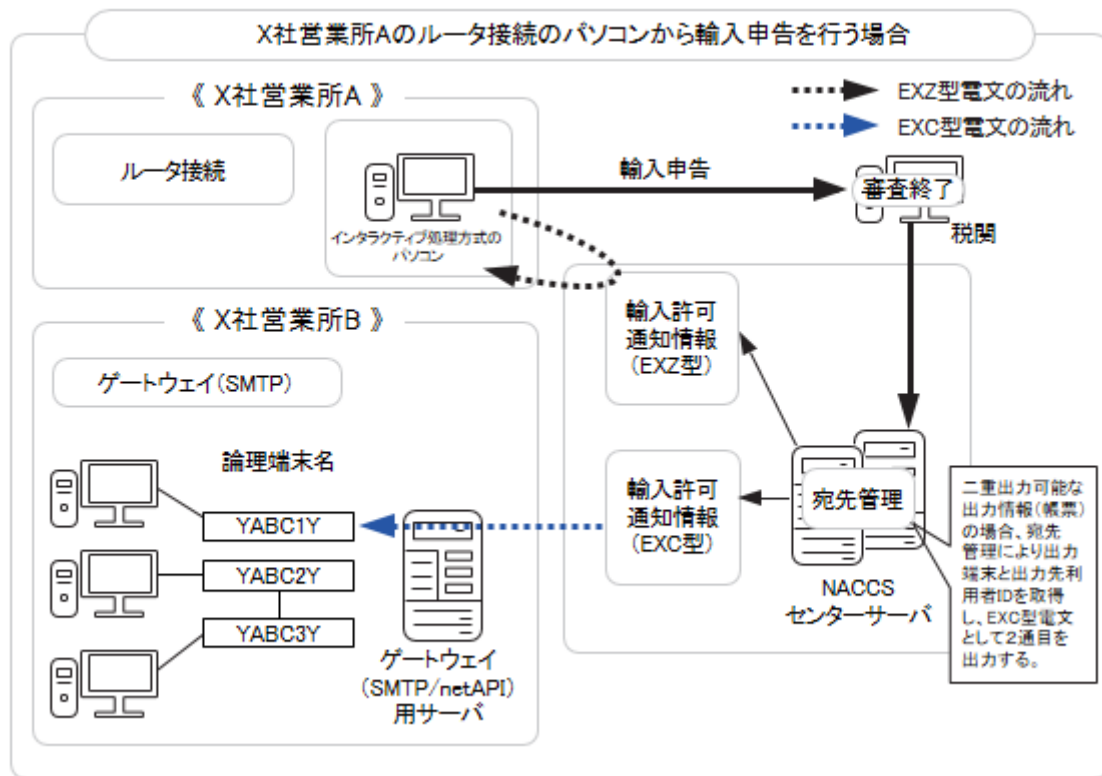 X社営業所Aのルータ接続のパソコンから輸入申告を行う場合
《 X社営業所A 》
EXZ型電文の流れ
EXC型電文の流れ
ルータ接続
インタラクティブ処理方式の
パソコン
輸入申告
審査終了
税関
《 X社営業所B 》
ゲートウェイ(SMTP)
論理端末名
YABC1Y
YABC2Y
YABC3Y
ゲートウェイ
(SMTP/netAPI)
用サーバ
輸入許可
通知情報
(EXZ型)
輸入許可
通知情報
(EXC型)
宛先管理
NACCS
センターサーバ
二重出力可能な
出力情報(帳票)
の場合、宛先
管理により出力
端末と出力先利
用者IDを取得
し、EXC型電文
として2通目を
出力する。